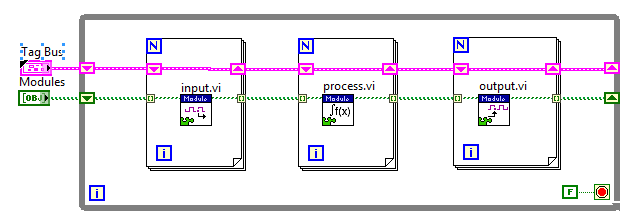 Tag Bus
Modules
[OBJ]
N
N
N
input.vi
process.vi
output.vi
Module
Module
Module
∫f(x)
i
i
i
i
F